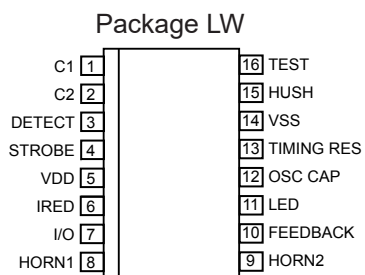 Package LW
C1 1
C2 2
DETECT 3
STROBE 4
VDD 5
IRED 6
I/O 7
HORN1 8
16 TEST
15 HUSH
14 VSS
13 TIMING RES
12 OSC CAP
11 LED
10 FEEDBACK
9 HORN2